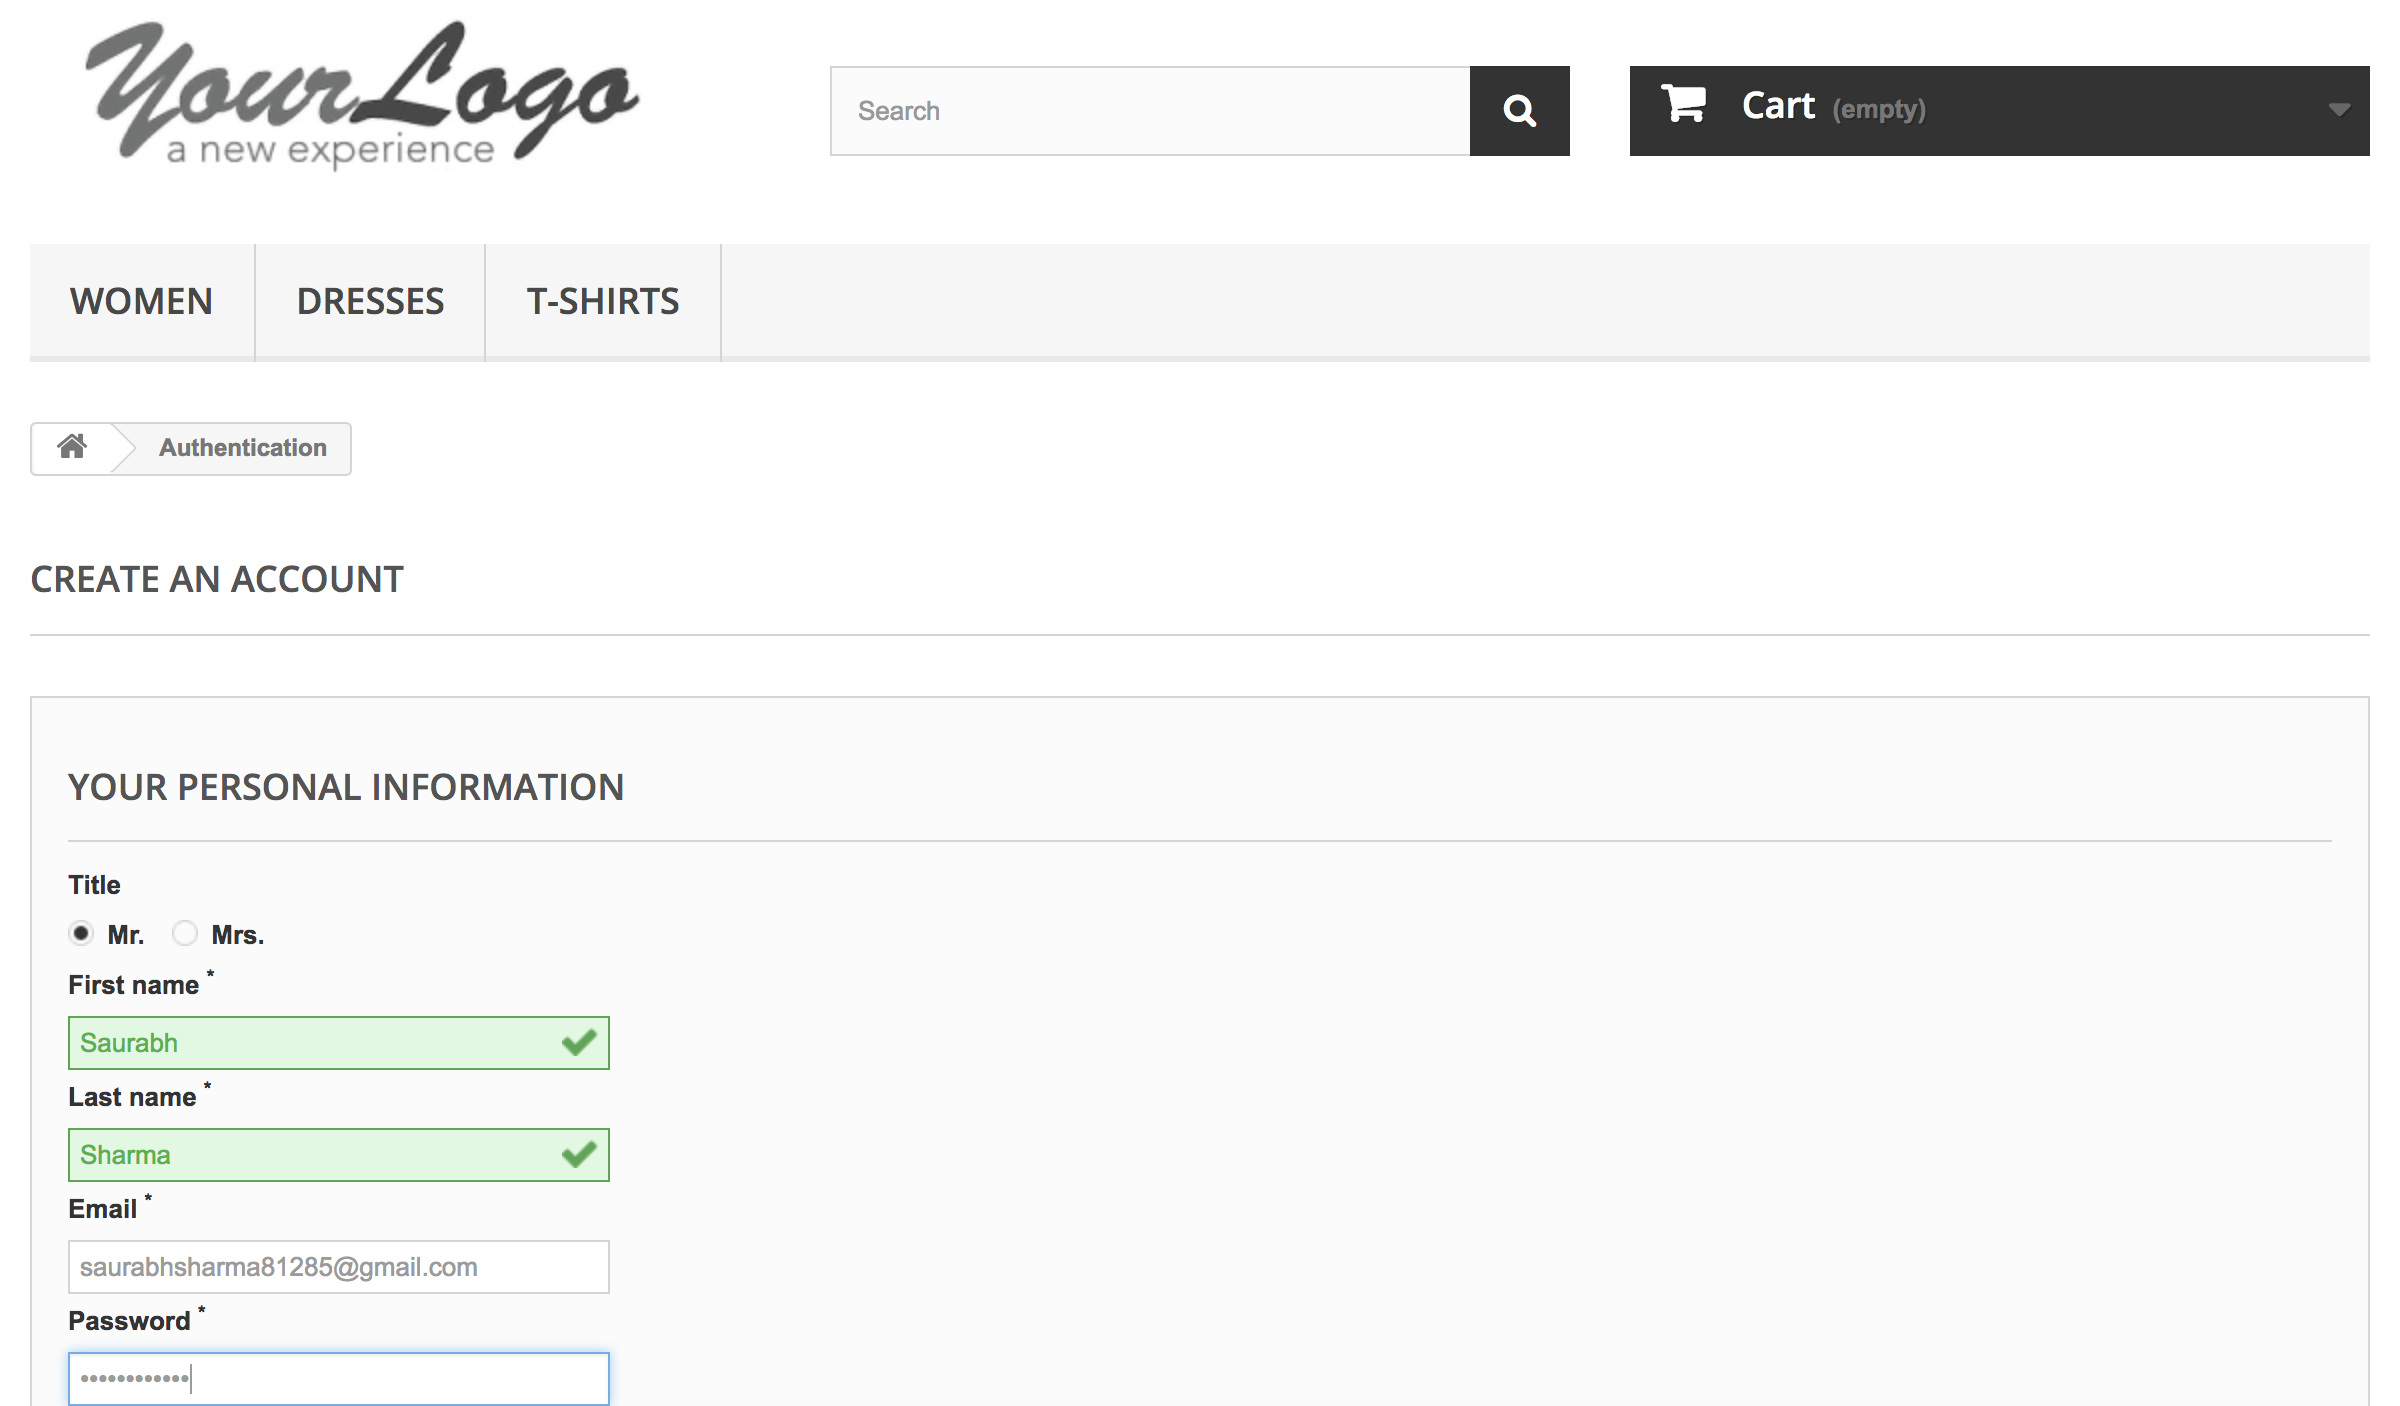 YourLogo
a new experience
Search
Cart (empty)
WOMEN DRESSES T-SHIRTS
Authentication
CREATE AN ACCOUNT
YOUR PERSONAL INFORMATION
Title
Mr. Mrs.
First name *
Saurabh
Last name *
Sharma
Email *
saurabhsharma81285@gmail.com
Password *
••••••••••••